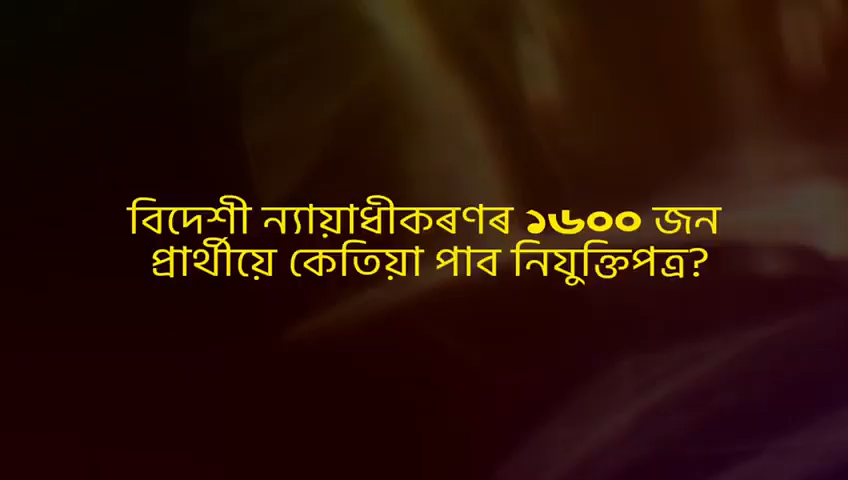 বিদেশী ন্যায়াধীকৰণৰ ১৬০০ জন
প্ৰাৰ্থীয়ে কেতিয়া পাব নিযুক্তিপত্ৰ?